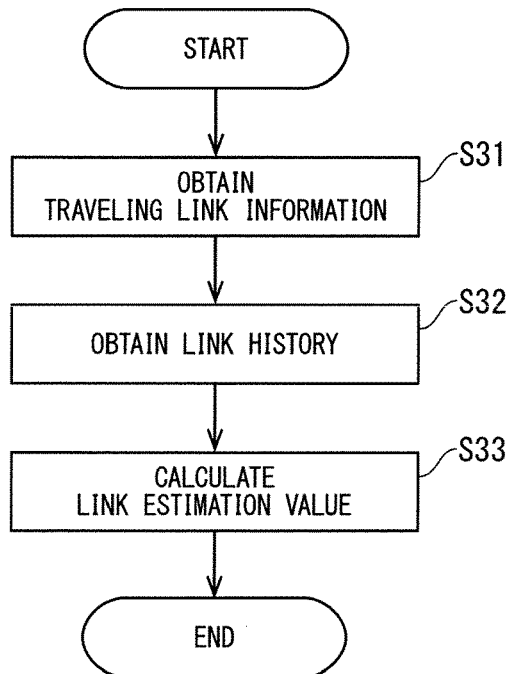 START
S31
OBTAIN
TRAVELING LINK INFORMATION
S32
OBTAIN LINK HISTORY
S33
CALCULATE
LINK ESTIMATION VALUE
END